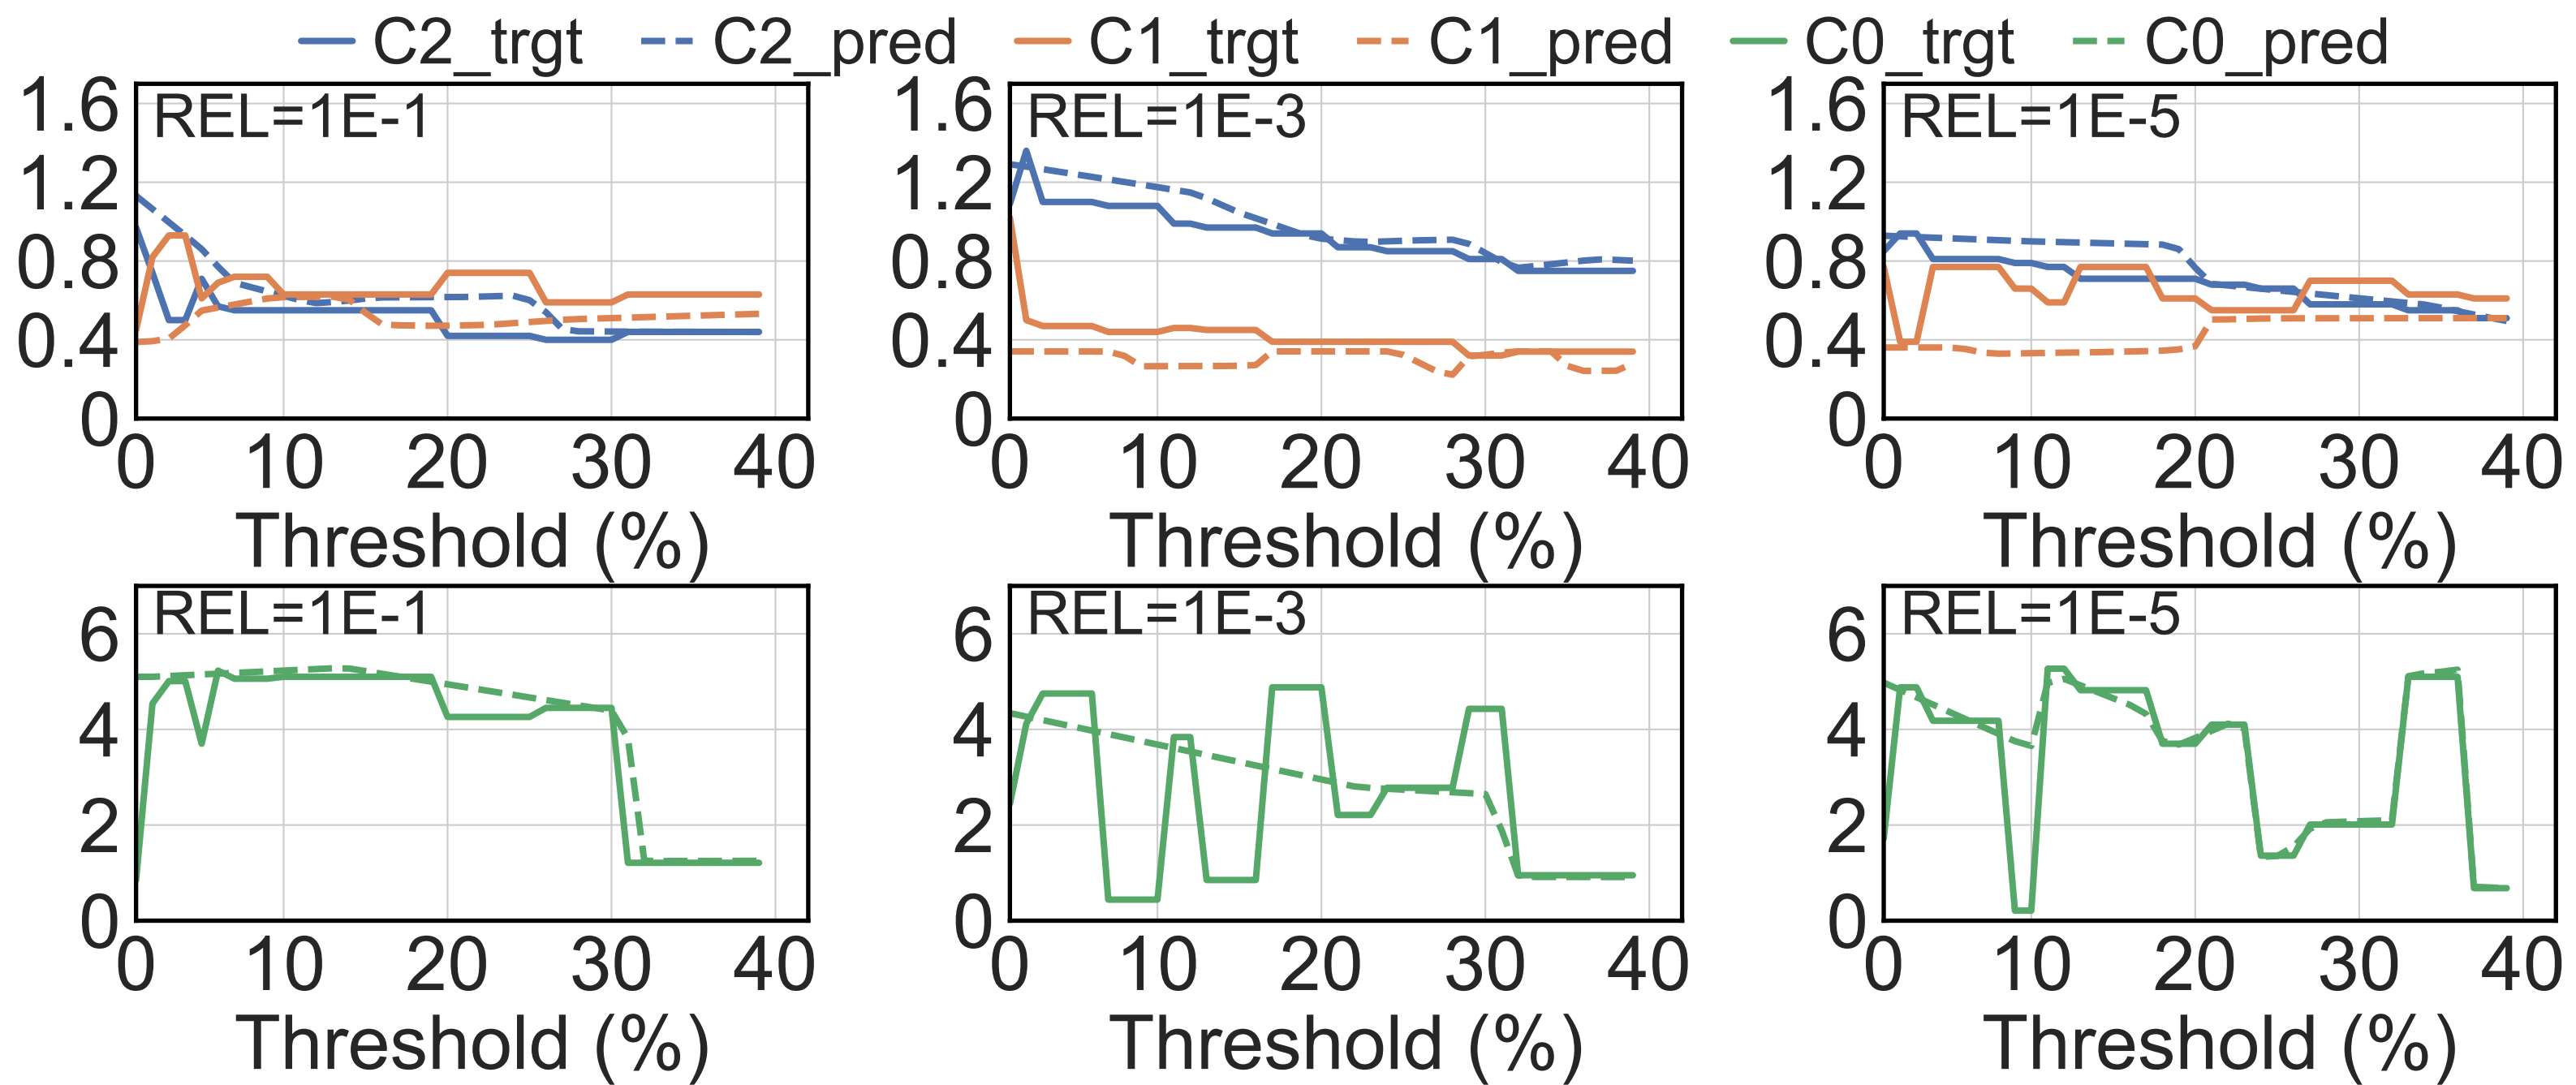 C2_trgt C2_pred C1_trgt C1_pred C0_trgt C0_pred
REL=1E-1 REL=1E-3 REL=1E-5
1.6 1.6 1.6
1.2 1.2 1.2
0.8 0.8 0.8
0.4 0.4 0.4
0 0 0
0 10 20 30 40 0 10 20 30 40 0 10 20 30 40
Threshold (%) Threshold (%) Threshold (%)
REL=1E-1 REL=1E-3 REL=1E-5
6 6 6
4 4 4
2 2 2
0 0 0
0 10 20 30 40 0 10 20 30 40 0 10 20 30 40
Threshold (%) Threshold (%) Threshold (%)